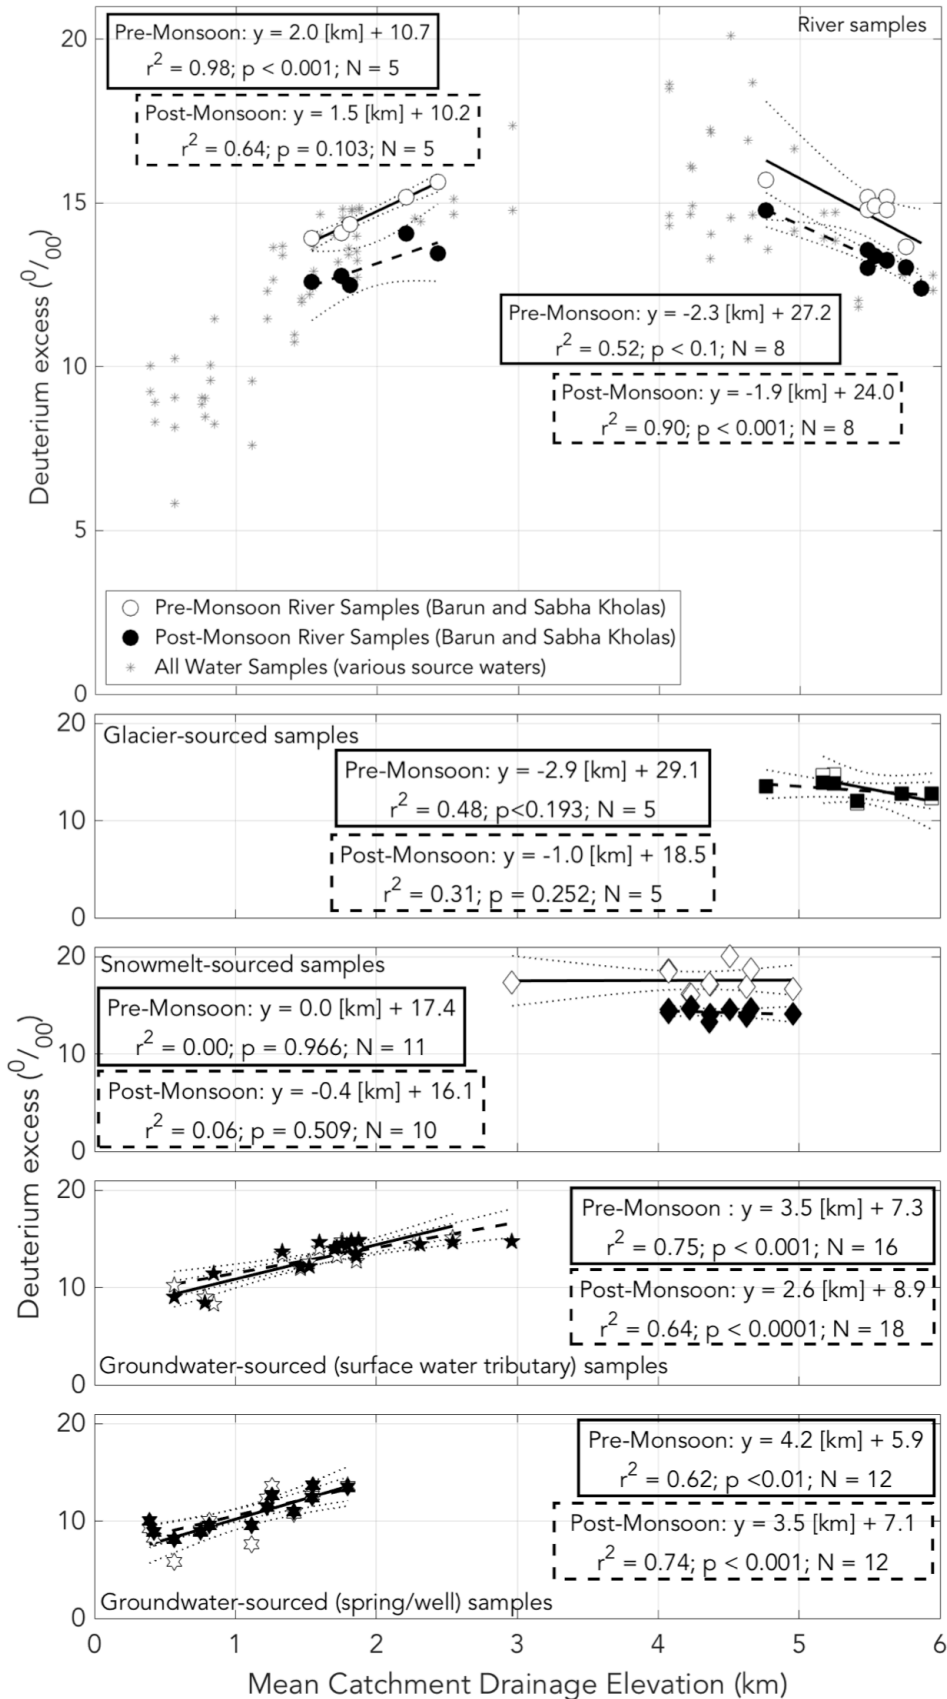 20
River samples
Pre-Monsoon: y = 2.0 [km] + 10.7
r2 = 0.98; p < 0.001; N = 5
Post-Monsoon: y = 1.5 [km] + 10.2
r2 = 0.64; p = 0.103; N = 5
15
Pre-Monsoon: y = -2.3 [km] + 27.2
r2 = 0.52; p < 0.1; N = 8
Post-Monsoon: y = -1.9 [km] + 24.0
r2 = 0.90; p < 0.001; N = 8
10
5
Deuterium excess (0/00)
Pre-Monsoon River Samples (Barun and Sabha Kholas)
Post-Monsoon River Samples (Barun and Sabha Kholas)
All Water Samples (various source waters)
0
20
Glacier-sourced samples
Pre-Monsoon: y = -2.9 [km] + 29.1
r2 = 0.48; p<0.193; N = 5
10
Post-Monsoon: y = -1.0 [km] + 18.5
r2 = 0.31; p = 0.252; N = 5
0
20
Snowmelt-sourced samples
Pre-Monsoon: y = 0.0 [km] + 17.4
r2 = 0.00; p = 0.966; N = 11
10
Post-Monsoon: y = -0.4 [km] + 16.1
r2 = 0.06; p = 0.509; N = 10
0
Deuterium excess (0/00)
20
Pre-Monsoon : y = 3.5 [km] + 7.3
r2 = 0.75; p < 0.001; N = 16
10
Post-Monsoon: y = 2.6 [km] + 8.9
r2 = 0.64; p < 0.0001; N = 18
Groundwater-sourced (surface water tributary) samples
0
20
Pre-Monsoon: y = 4.2 [km] + 5.9
r2 = 0.62; p <0.01; N = 12
10
Post-Monsoon: y = 3.5 [km] + 7.1
r2 = 0.74; p < 0.001; N = 12
Groundwater-sourced (spring/well) samples
0
0 1 2 3 4 5 6
Mean Catchment Drainage Elevation (km)